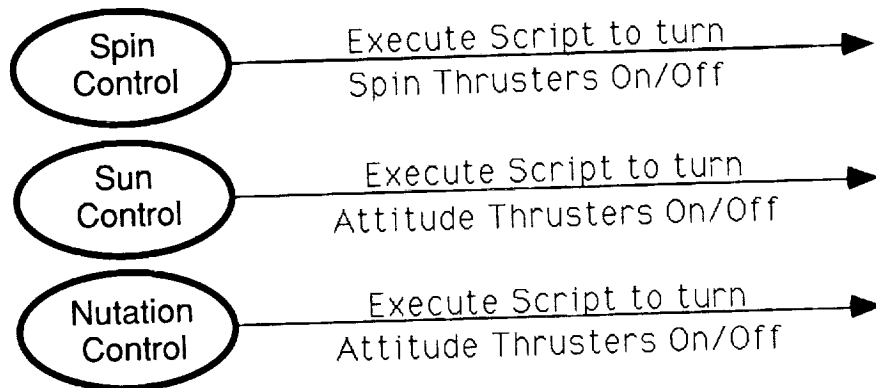 Spin
Control
Execute Script to turn
Spin Thrusters On/Off
Sun
Control
Execute Script to turn
Attitude Thrusters On/Off
Nutation
Control
Execute Script to turn
Attitude Thrusters On/Off